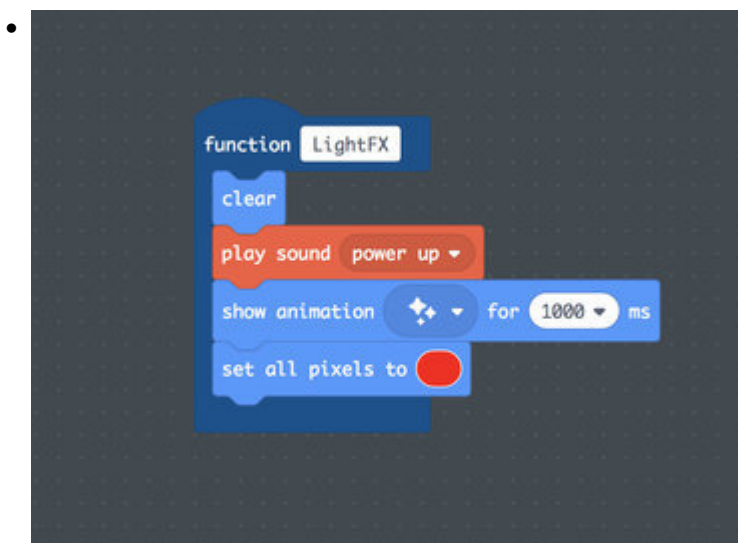 function LightFX
clear
play sound power up
show animation for 1000 ms
set all pixels to